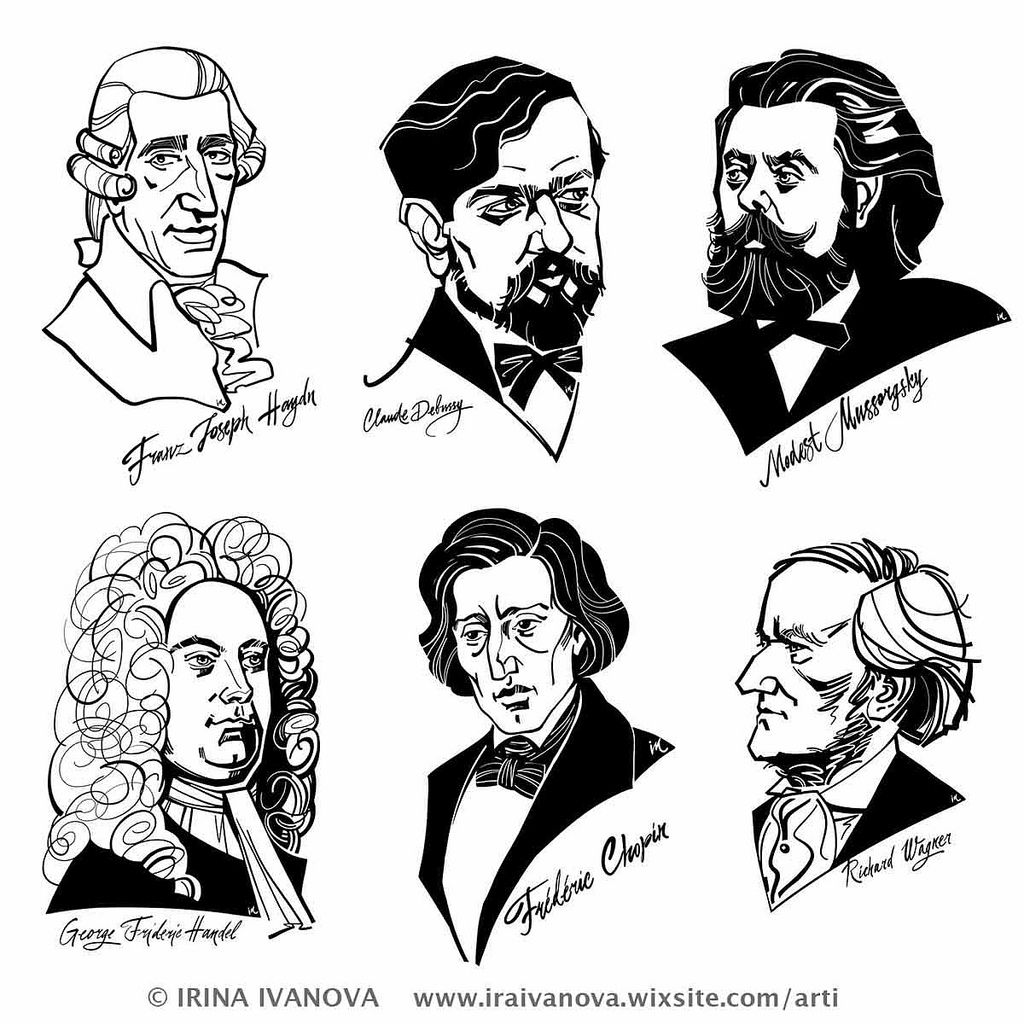 Franz Joseph Haydn
Claude Debussy
Modest Mussorgsky
George Frideric Handel
Frédéric Chopin
Richard Wagner
© IRINA IVANOVA www.iraivanova.wixsite.com/arti